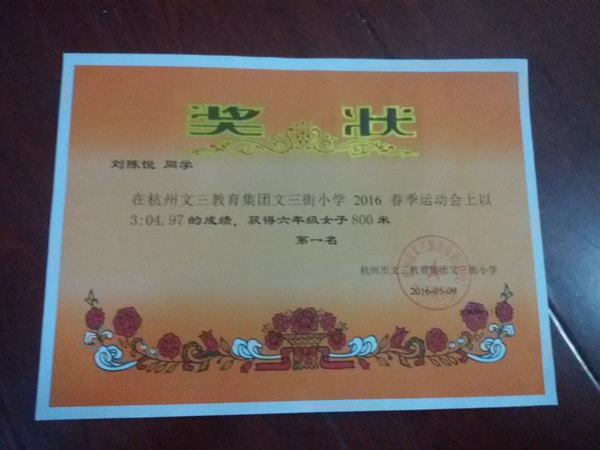 奖状
刘陈悦 同学
在杭州文三教育集团文三街小学 2016 春季运动会上以
3:04.97 的成绩，获得六年级女子 800 米
第一名
杭州市文三教育集团文三街小学
2016-05-09